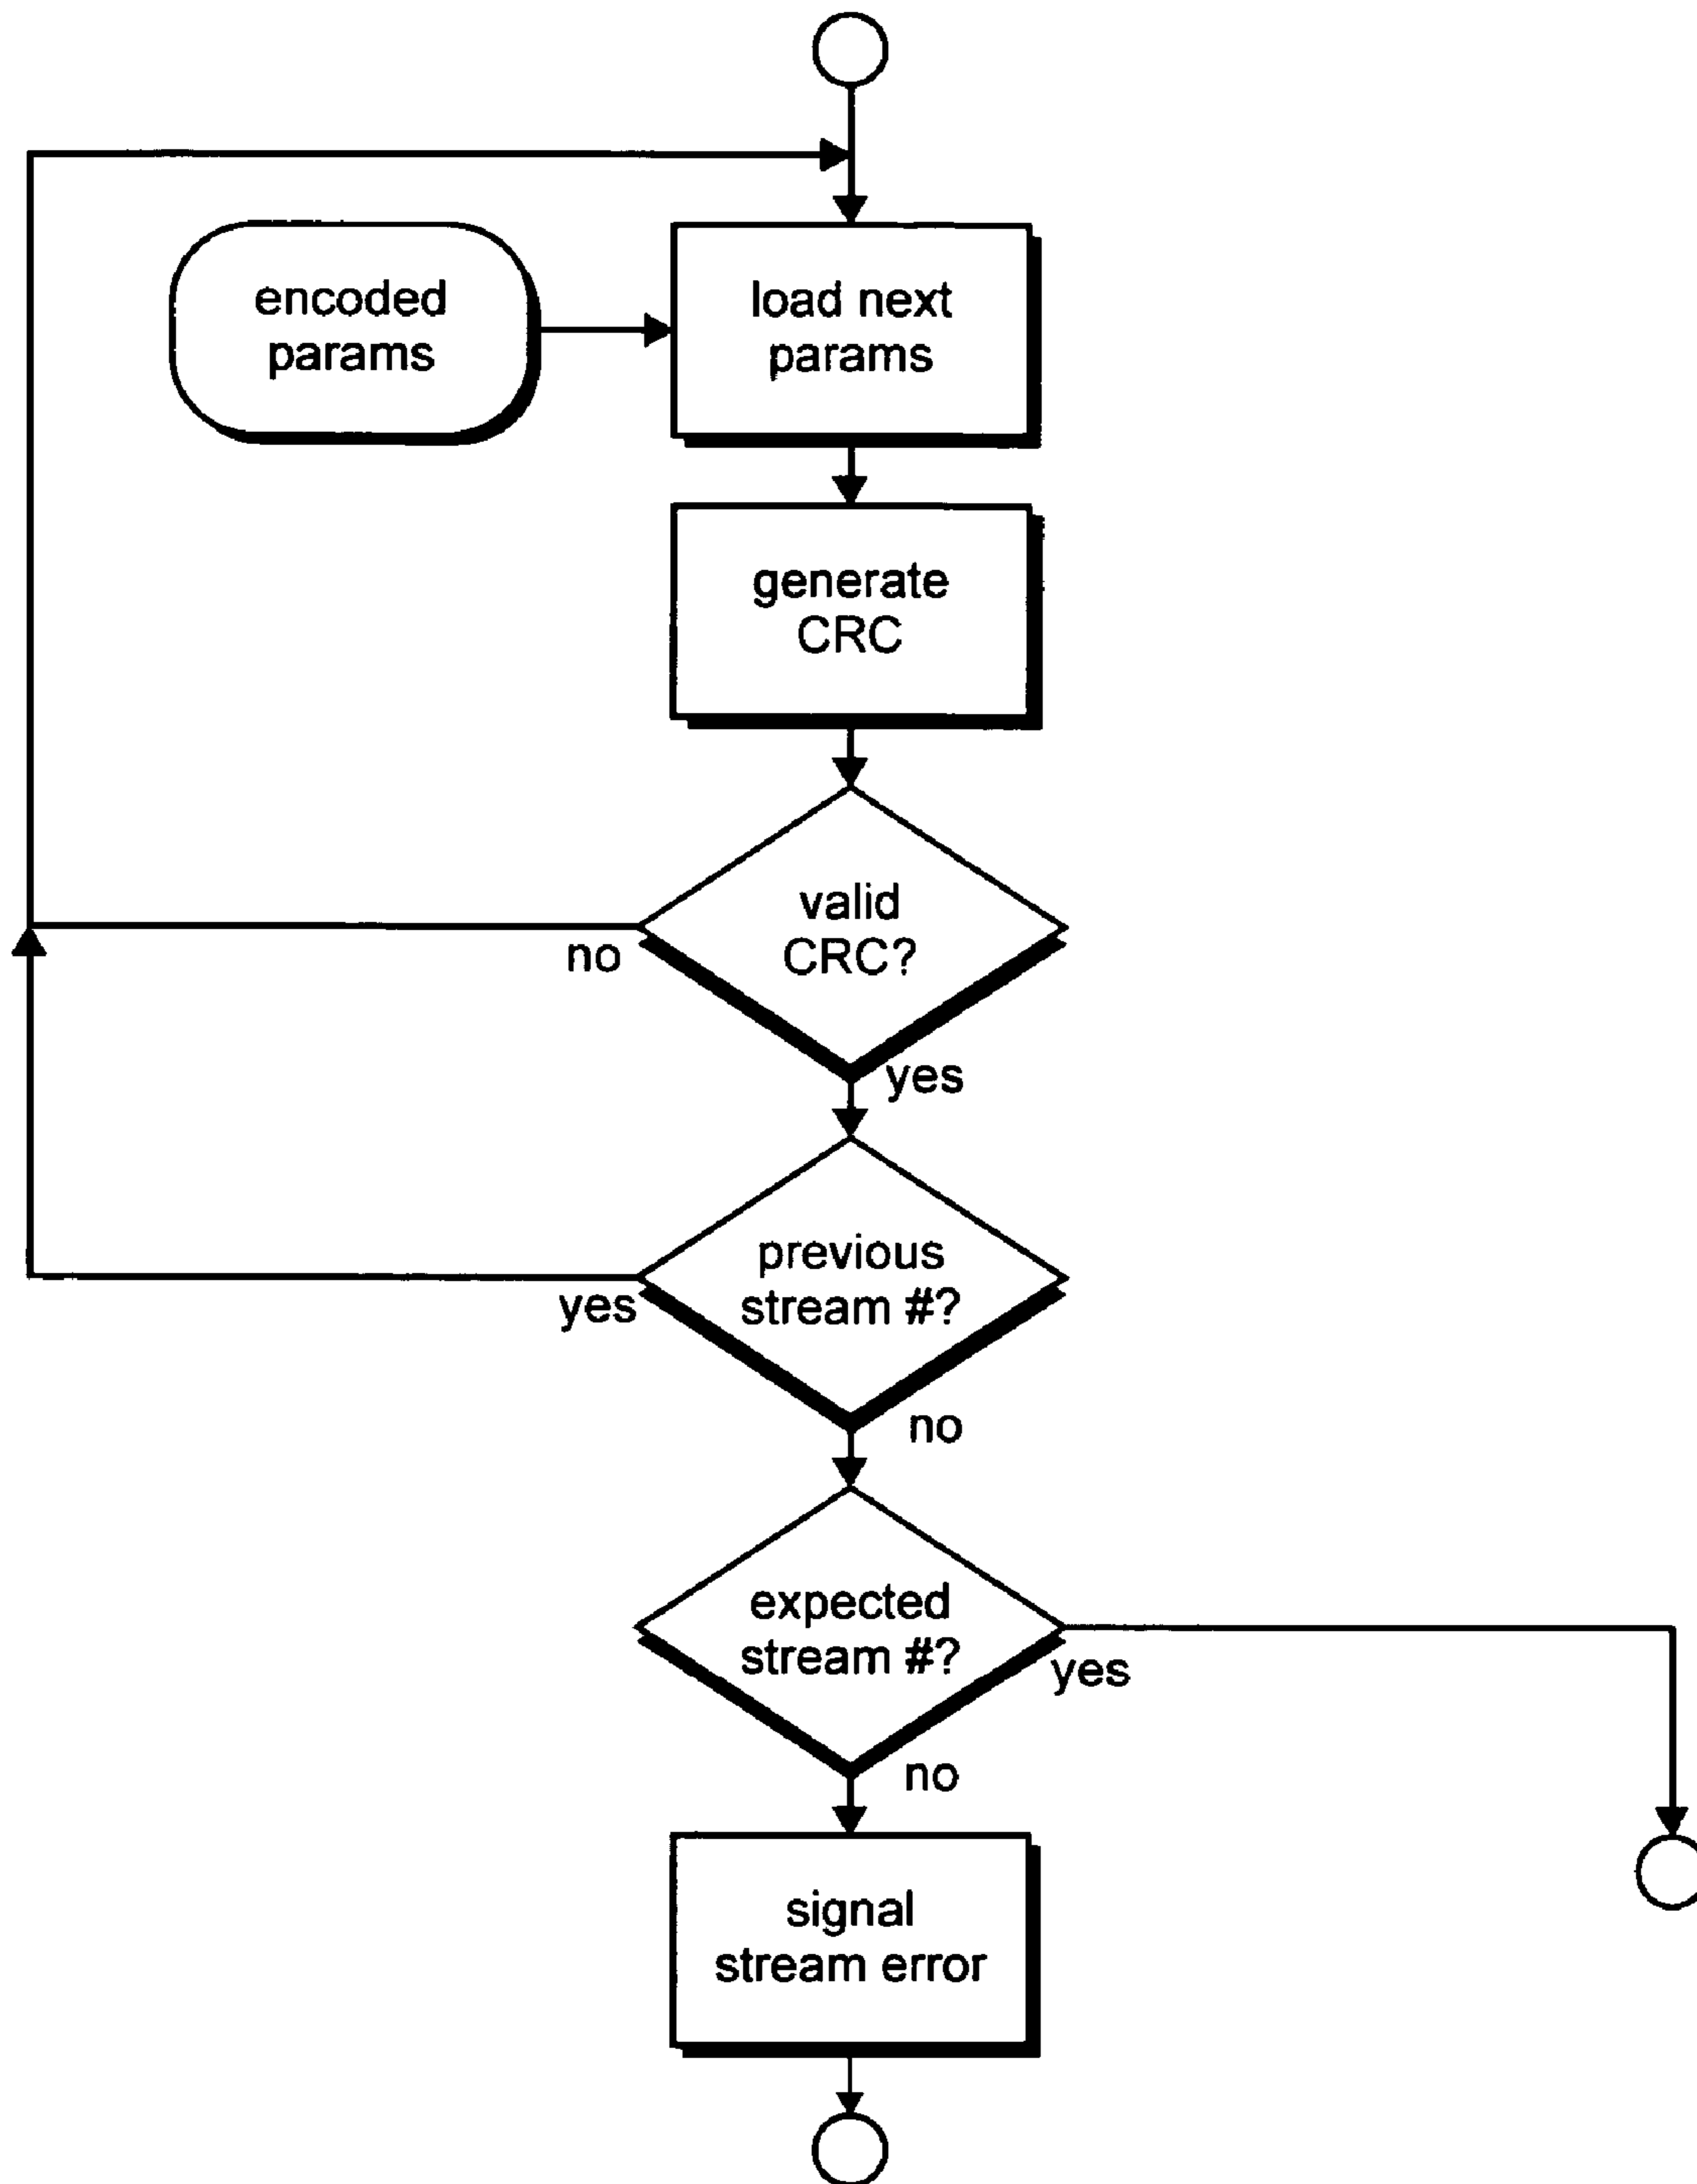 encoded
params
load next
params
generate
CRC
valid
CRC?
no
yes
previous
stream #?
yes
no
expected
stream #?
yes
no
signal
stream error